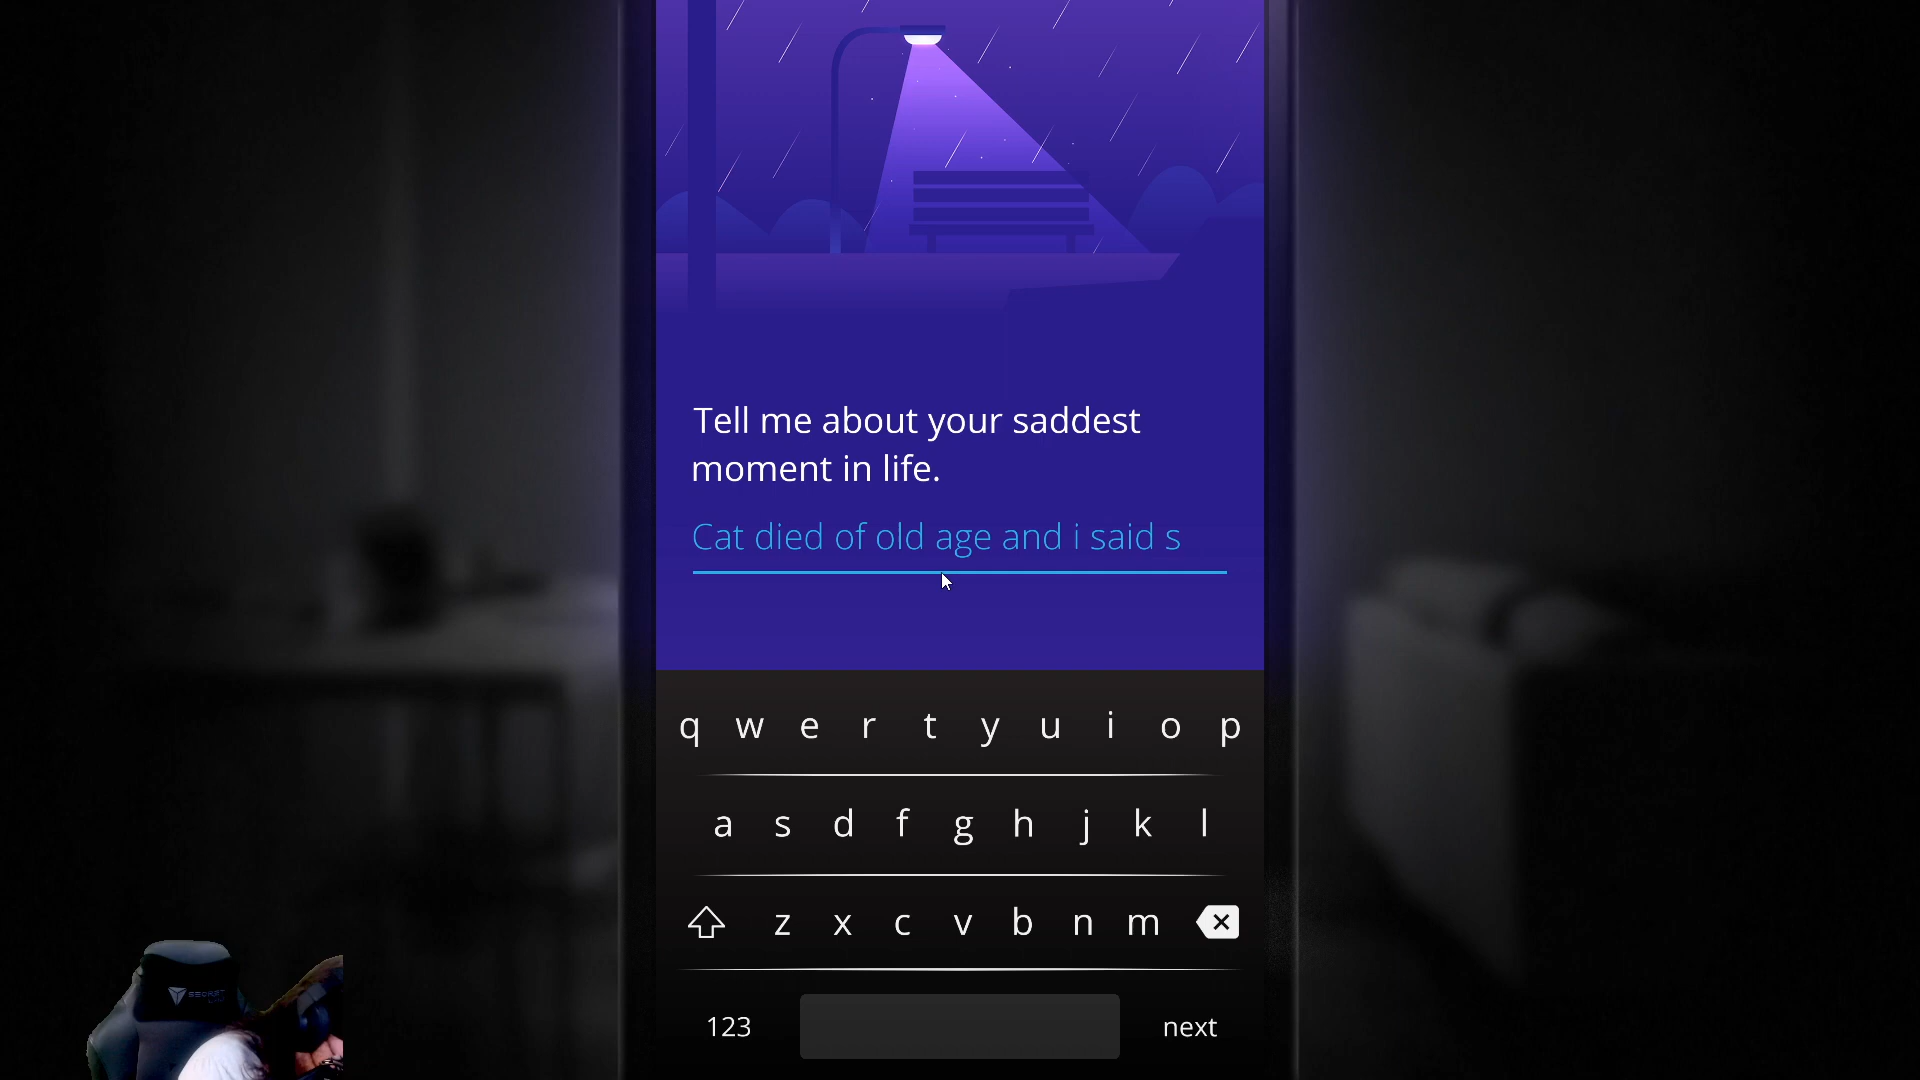 Tell me about your saddest
moment in life.
Cat died of old age and i said s
q w e r t y u i o p
a s d f g h j k l
z x c v b n m
123 next